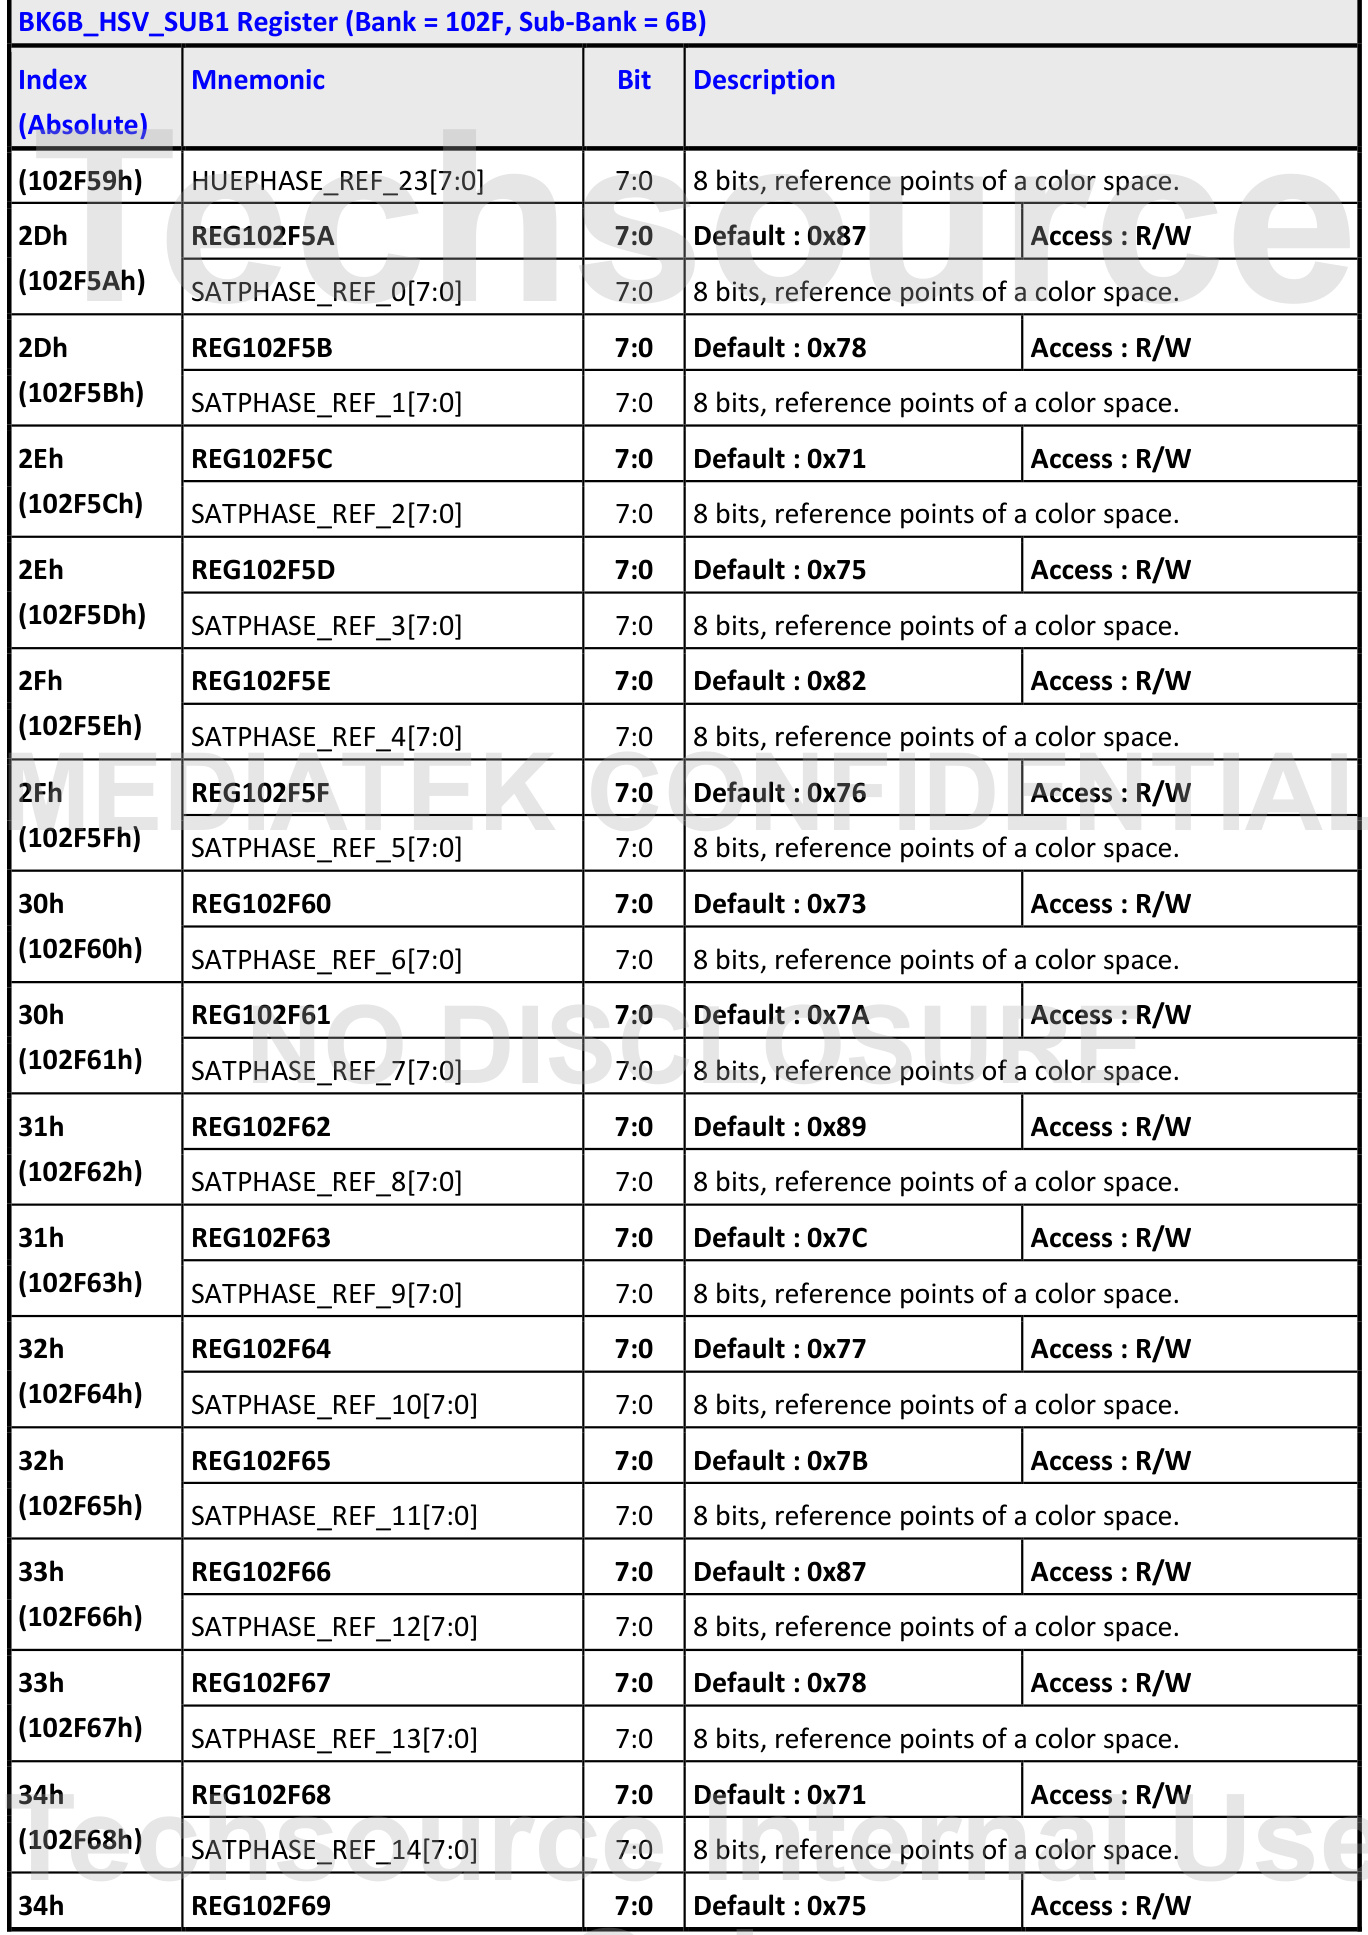 BK6B_HSV_SUB1 Register (Bank = 102F, Sub-Bank = 6B)
Index (Absolute) Mnemonic Bit Description
(102F59h) HUEPHASE_REF_23[7:0] 7:0 8 bits, reference points of a color space.
2Dh REG102F5A 7:0 Default : 0x87 Access : R/W
(102F5Ah) SATPHASE_REF_0[7:0] 7:0 8 bits, reference points of a color space.
2Dh REG102F5B 7:0 Default : 0x78 Access : R/W
(102F5Bh) SATPHASE_REF_1[7:0] 7:0 8 bits, reference points of a color space.
2Eh REG102F5C 7:0 Default : 0x71 Access : R/W
(102F5Ch) SATPHASE_REF_2[7:0] 7:0 8 bits, reference points of a color space.
2Eh REG102F5D 7:0 Default : 0x75 Access : R/W
(102F5Dh) SATPHASE_REF_3[7:0] 7:0 8 bits, reference points of a color space.
2Fh REG102F5E 7:0 Default : 0x82 Access : R/W
(102F5Eh) SATPHASE_REF_4[7:0] 7:0 8 bits, reference points of a color space.
2Fh REG102F5F 7:0 Default : 0x76 Access : R/W
(102F5Fh) SATPHASE_REF_5[7:0] 7:0 8 bits, reference points of a color space.
30h REG102F60 7:0 Default : 0x73 Access : R/W
(102F60h) SATPHASE_REF_6[7:0] 7:0 8 bits, reference points of a color space.
30h REG102F61 7:0 Default : 0x7A Access : R/W
(102F61h) SATPHASE_REF_7[7:0] 7:0 8 bits, reference points of a color space.
31h REG102F62 7:0 Default : 0x89 Access : R/W
(102F62h) SATPHASE_REF_8[7:0] 7:0 8 bits, reference points of a color space.
31h REG102F63 7:0 Default : 0x7C Access : R/W
(102F63h) SATPHASE_REF_9[7:0] 7:0 8 bits, reference points of a color space.
32h REG102F64 7:0 Default : 0x77 Access : R/W
(102F64h) SATPHASE_REF_10[7:0] 7:0 8 bits, reference points of a color space.
32h REG102F65 7:0 Default : 0x7B Access : R/W
(102F65h) SATPHASE_REF_11[7:0] 7:0 8 bits, reference points of a color space.
33h REG102F66 7:0 Default : 0x87 Access : R/W
(102F66h) SATPHASE_REF_12[7:0] 7:0 8 bits, reference points of a color space.
33h REG102F67 7:0 Default : 0x78 Access : R/W
(102F67h) SATPHASE_REF_13[7:0] 7:0 8 bits, reference points of a color space.
34h REG102F68 7:0 Default : 0x71 Access : R/W
(102F68h) SATPHASE_REF_14[7:0] 7:0 8 bits, reference points of a color space.
34h REG102F69 7:0 Default : 0x75 Access : R/W
Techsource
MEDIATEK CONFIDENTIAL
NO DISCLOSURE
Techsource Internal Use